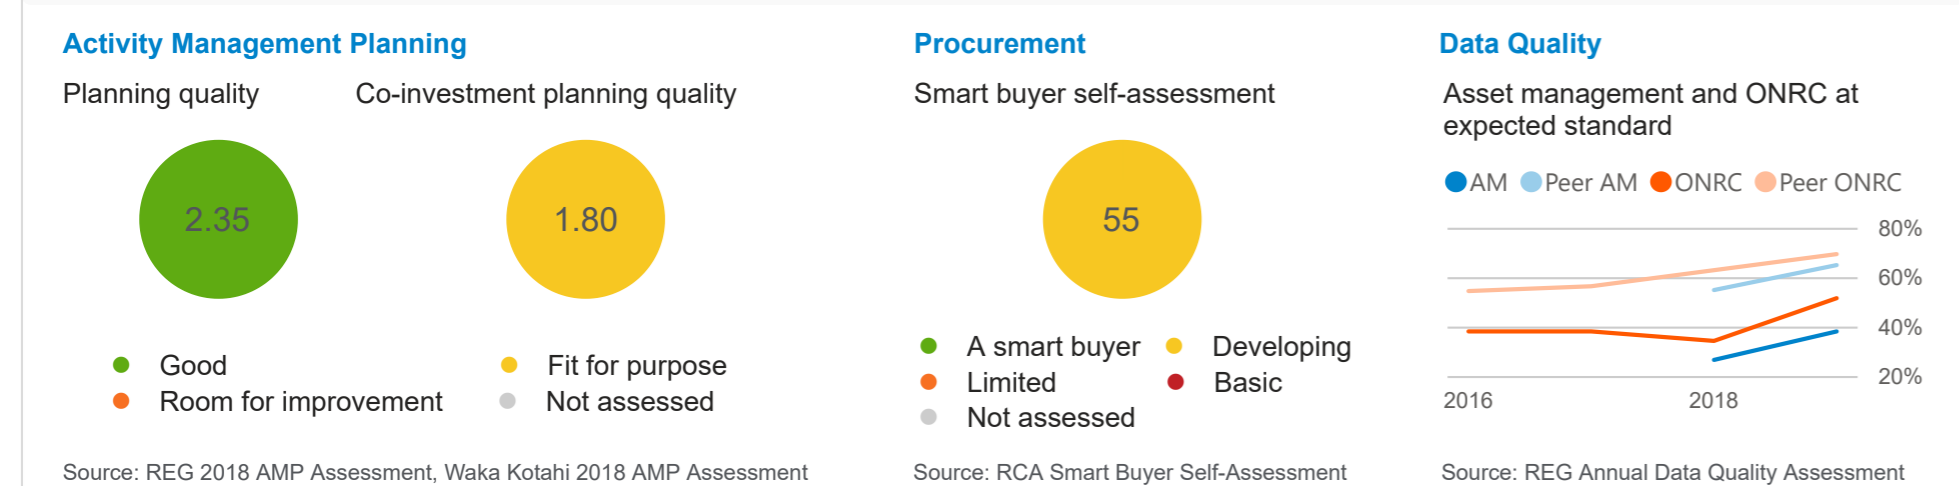 Activity Management Planning
Planning quality
Co-investment planning quality
2.35
1.80
Good
Fit for purpose
Room for improvement
Not assessed
Source: REG 2018 AMP Assessment, Waka Kotahi 2018 AMP Assessment
Procurement
Smart buyer self-assessment
55
A smart buyer
Developing
Limited
Basic
Not assessed
Source: RCA Smart Buyer Self-Assessment
Data Quality
Asset management and ONRC at
expected standard
AM Peer AM ONRC Peer ONRC
80%
60%
40%
20%
2016 2018
Source: REG Annual Data Quality Assessment